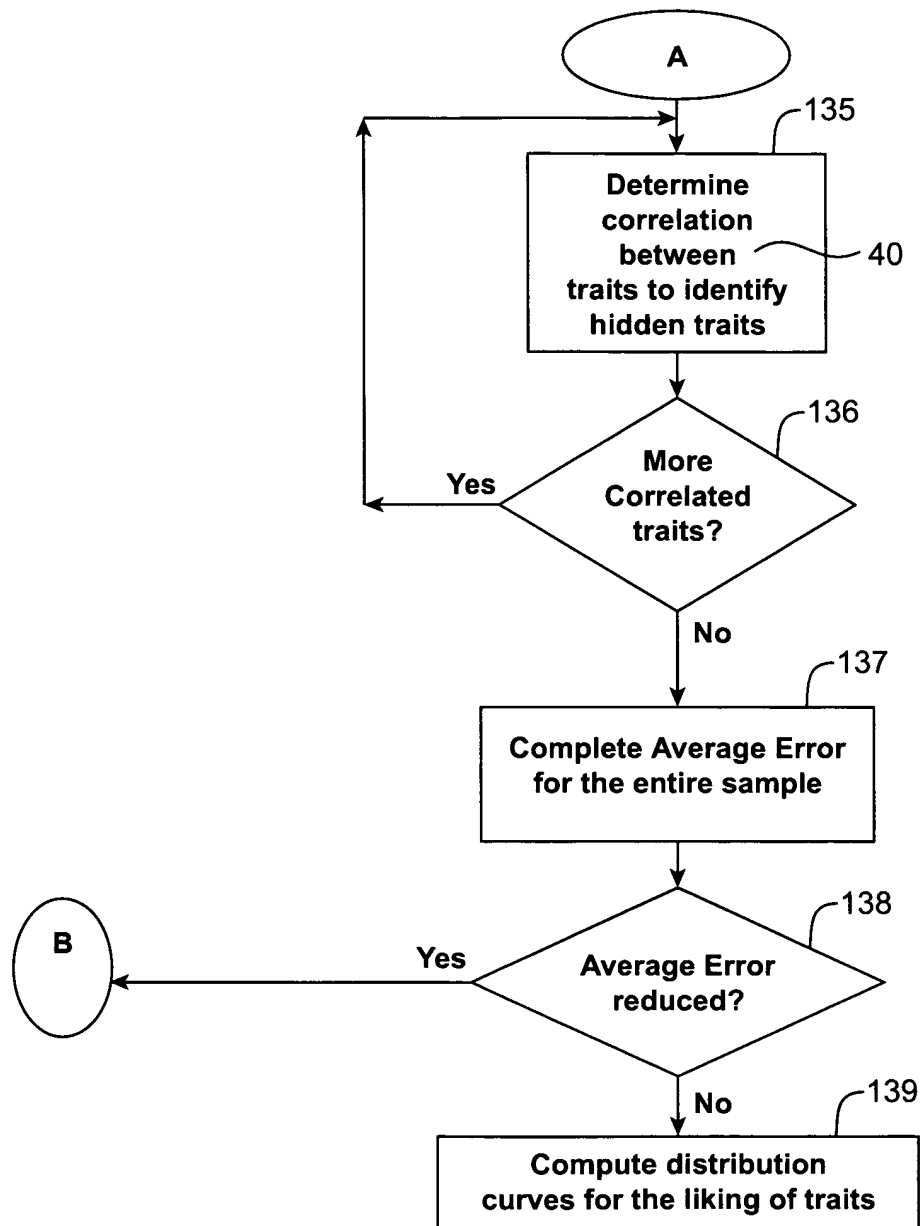 A
135
Determine
correlation
between
40
traits to identify
hidden traits
136
More
Correlated
traits?
Yes
No
137
Complete Average Error
for the entire sample
138
B
Yes
Average Error
reduced?
No
139
Compute distribution
curves for the liking of traits